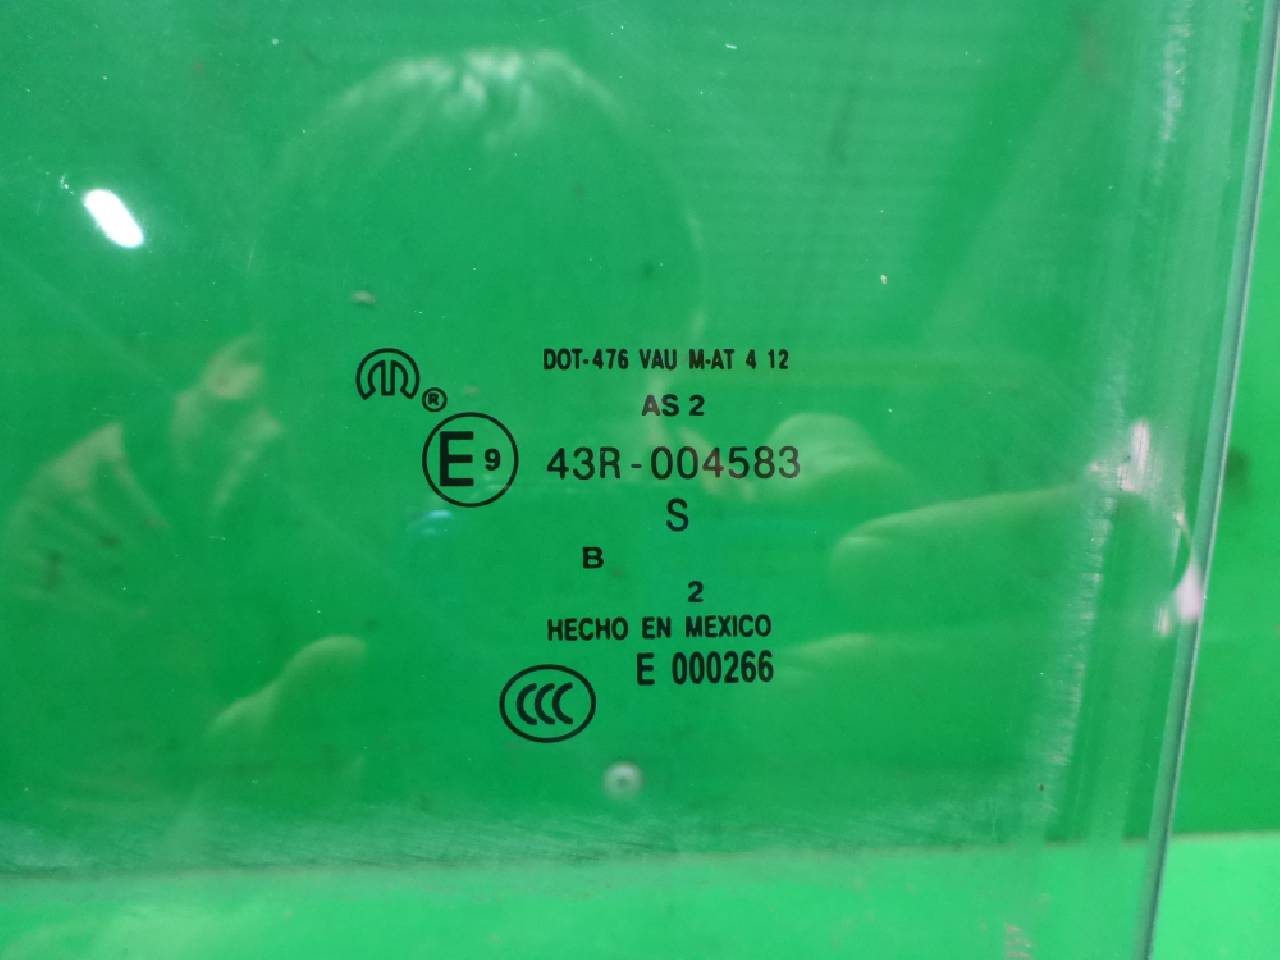 DOT-476 VAU M-AT 4 12
AS 2
®
E9 43R-004583
S
B
2
HECHO EN MEXICO
E 000266
CCC